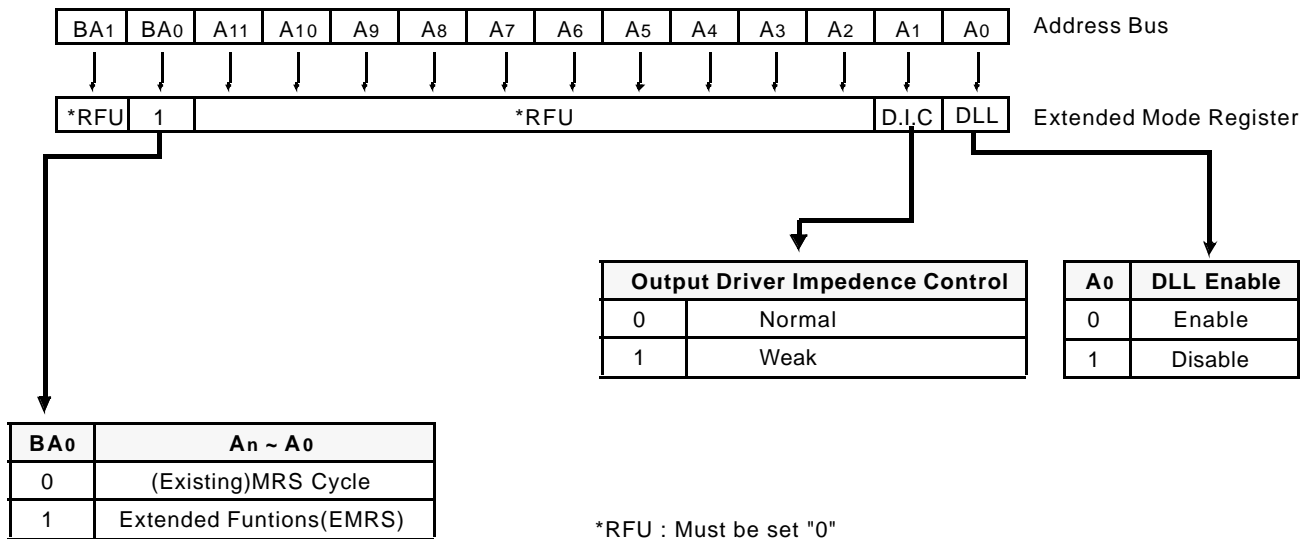 BA1 BA0 A11 A10 A9 A8 A7 A6 A5 A4 A3 A2 A1 A0 Address Bus
*RFU 1 *RFU D.I.C DLL Extended Mode Register
Output Driver Impedence Control
0 Normal
1 Weak
A0 DLL Enable
0 Enable
1 Disable
BA0 An ~ A0
0 (Existing)MRS Cycle
1 Extended Funtions(EMRS)
*RFU : Must be set "0"